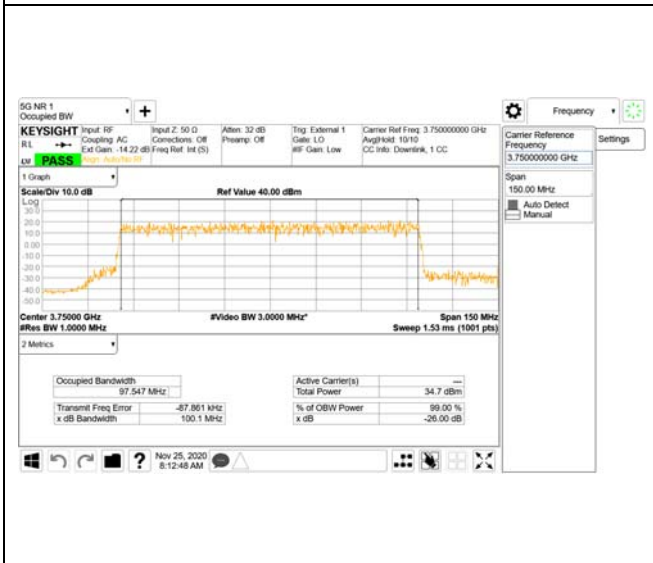 5G NR 1
Occupied BW
+
Frequency
KEYSIGHT
RL
PASS
Input: RF
Coupling: AC
Ext Gain: -14.22 dB
Align: Auto/No RF
Input Z: 50 Ω
Corrections: Off
Freq Ref: Int (S)
Atten: 32 dB
Preamp: Off
Trig: External 1
Gate: LO
#IF Gain: Low
Carrier Ref Freq: 3.750000000 GHz
Avg|Hold: 10/10
CC Info: Downlink, 1 CC
Carrier Reference
Frequency
3.750000000 GHz
Settings
Span
150.00 MHz
Auto Detect
Manual
1 Graph
Scale/Div 10.0 dB
Ref Value 40.00 dBm
Log
30.0
20.0
10.0
0.00
-10.0
-20.0
-30.0
-40.0
-50.0
Center 3.75000 GHz
#Video BW 3.0000 MHz*
Span 150 MHz
#Res BW 1.0000 MHz
Sweep 1.53 ms (1001 pts)
2 Metrics
Occupied Bandwidth
97.547 MHz
Transmit Freq Error -87.861 kHz
x dB Bandwidth 100.1 MHz
Active Carrier(s) ---
Total Power 34.7 dBm
% of OBW Power 99.00 %
x dB -26.00 dB
?
Nov 25, 2020
8:12:48 AM